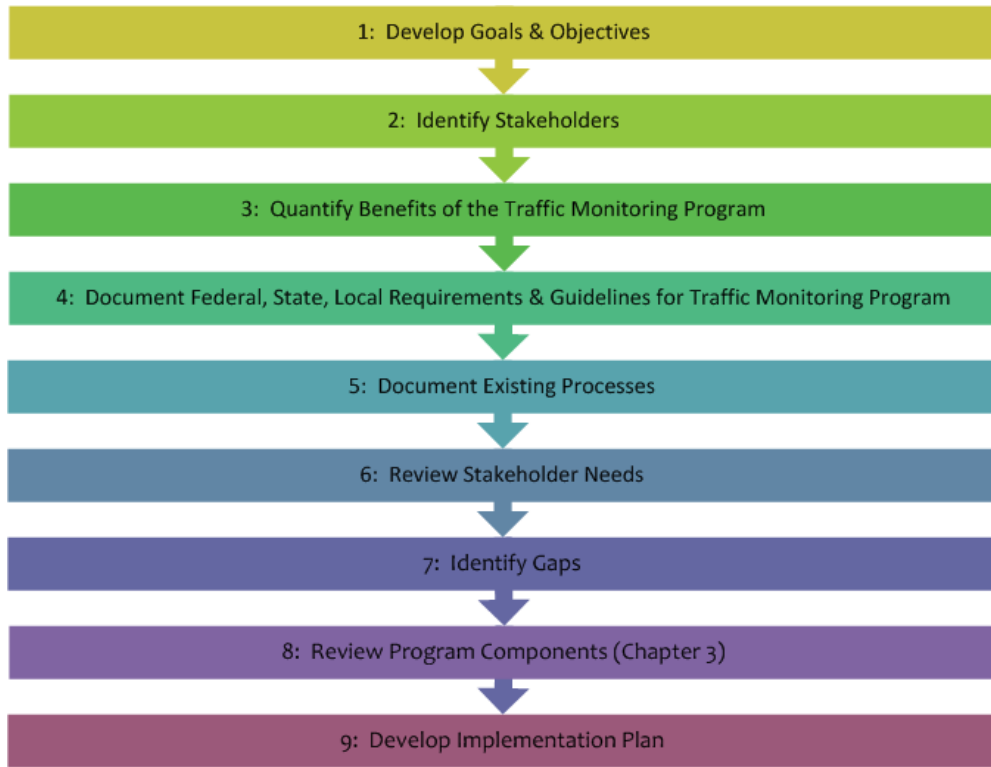 1: Develop Goals & Objectives
2: Identify Stakeholders
3: Quantify Benefits of the Traffic Monitoring Program
4: Document Federal, State, Local Requirements & Guidelines for Traffic Monitoring Program
5: Document Existing Processes
6: Review Stakeholder Needs
7: Identify Gaps
8: Review Program Components (Chapter 3)
9: Develop Implementation Plan